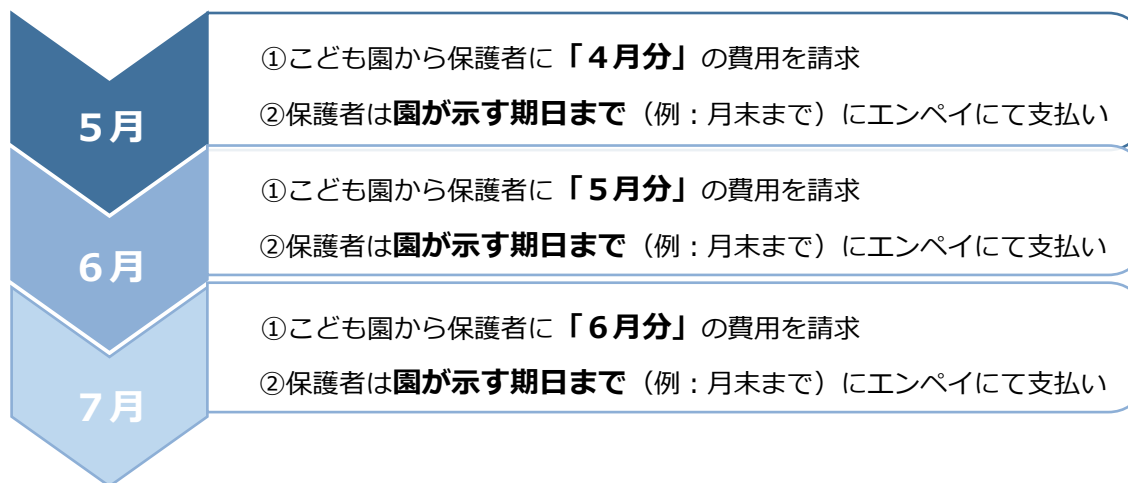 5月
①こども園から保護者に「４月分」の費用を請求
②保護者は園が示す期日まで（例：月末まで）にエンペイにて支払い
6月
①こども園から保護者に「５月分」の費用を請求
②保護者は園が示す期日まで（例：月末まで）にエンペイにて支払い
7月
①こども園から保護者に「６月分」の費用を請求
②保護者は園が示す期日まで（例：月末まで）にエンペイにて支払い